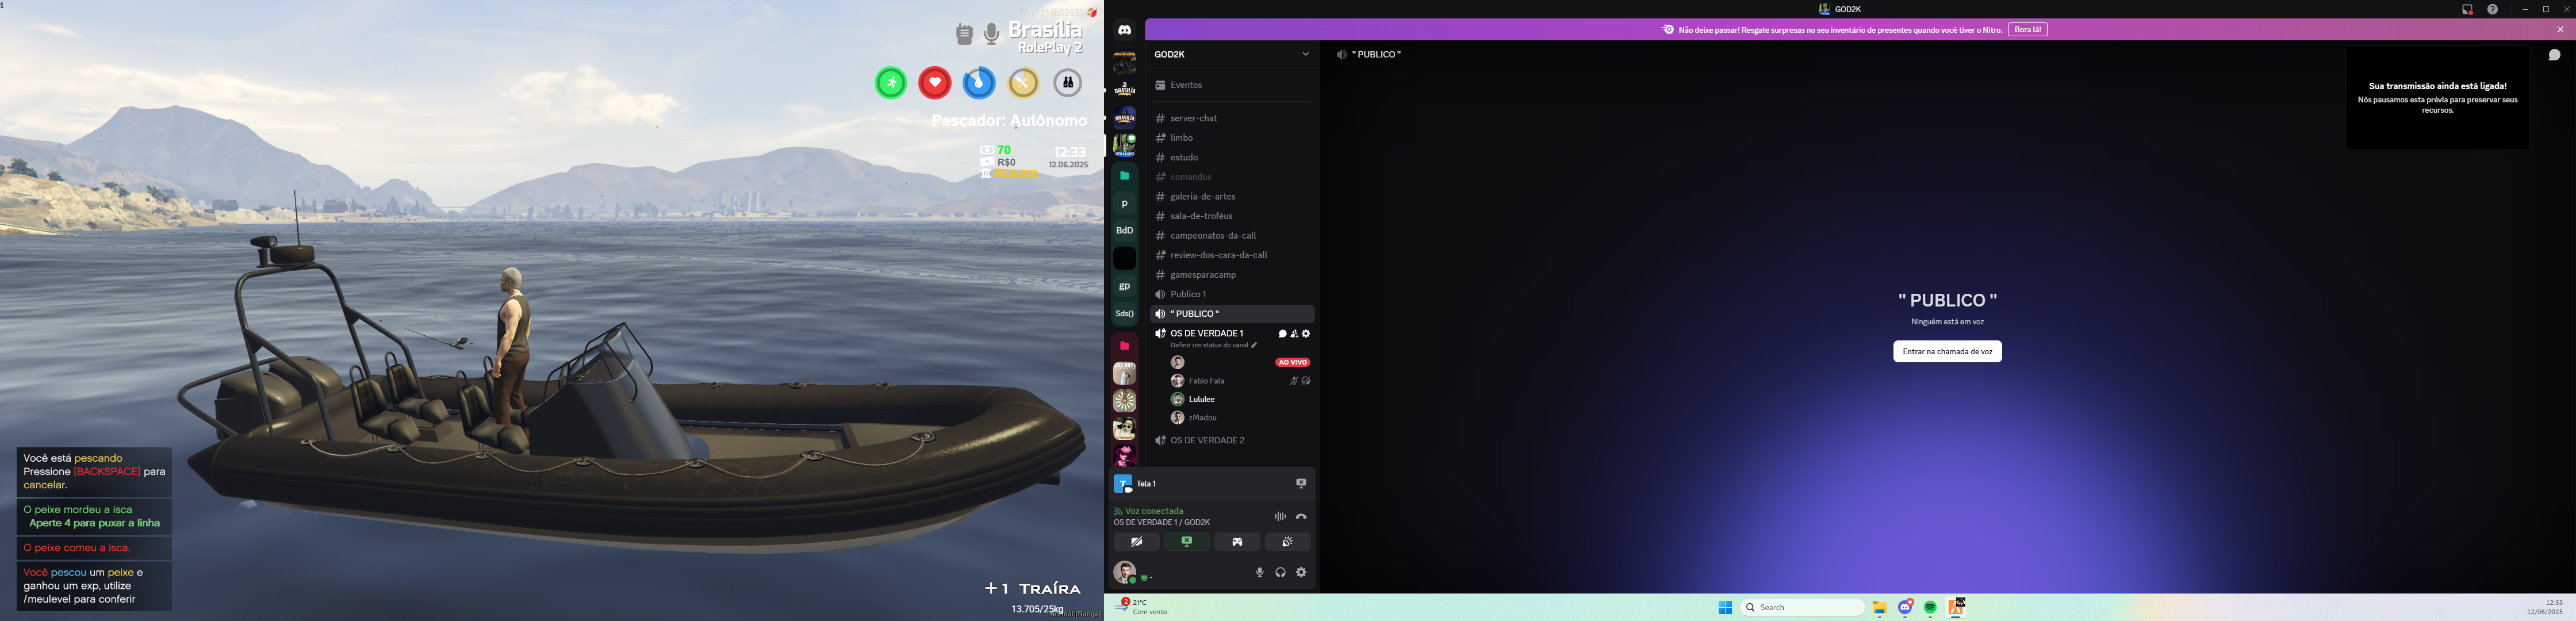 Brasília
RolePlay 2
Pescador: Autônomo
70
R$0
12:33
12.06.2025
Você está pescando
Pressione [BACKSPACE] para
cancelar.
O peixe mordeu a isca
Aperte 4 para puxar a linha
O peixe comeu a isca.
Você pescou um peixe e
ganhou um exp, utilize
/meulevel para conferir
+ 1 Traíra
13.705/25kg
Normal [Range]
GOD2K
Não deixe passar! Resgate surpresas no seu inventário de presentes quando você tiver o Nitro.
Bora lá!
GOD2K
Eventos
server-chat
limbo
estudo
comandos
galeria-de-artes
sala-de-troféus
campeonatos-da-call
review-dos-cara-da-call
gamesparacamp
Publico 1
" PUBLICO "
OS DE VERDADE 1
Definir um status do canal
AO VIVO
Fabio Fala
Lululee
zMadou
OS DE VERDADE 2
p
BdD
gp
Sds()
T
Tela 1
Voz conectada
OS DE VERDADE 1 / GOD2K
" PUBLICO "
Sua transmissão ainda está ligada!
Nós pausamos esta prévia para preservar seus
recursos.
" PUBLICO "
Ninguém está em voz
Entrar na chamada de voz
2
21°C
Com vento
Search
12:33
12/06/2025